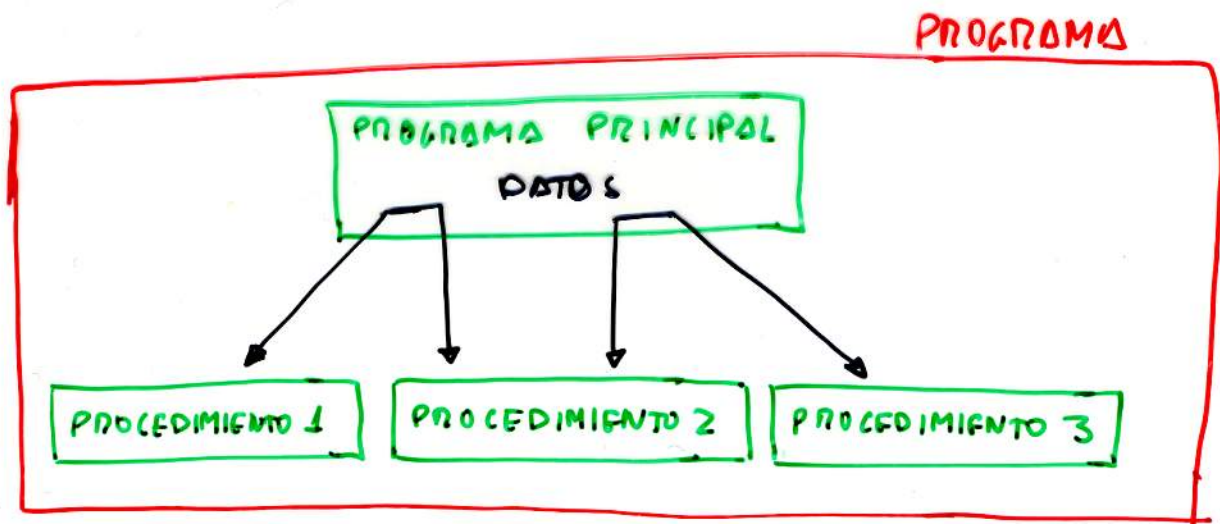 PROGRAMA
PROGRAMA PRINCIPAL
DATOS
PROCEDIMIENTO 1
PROCEDIMIENTO 2
PROCEDIMIENTO 3